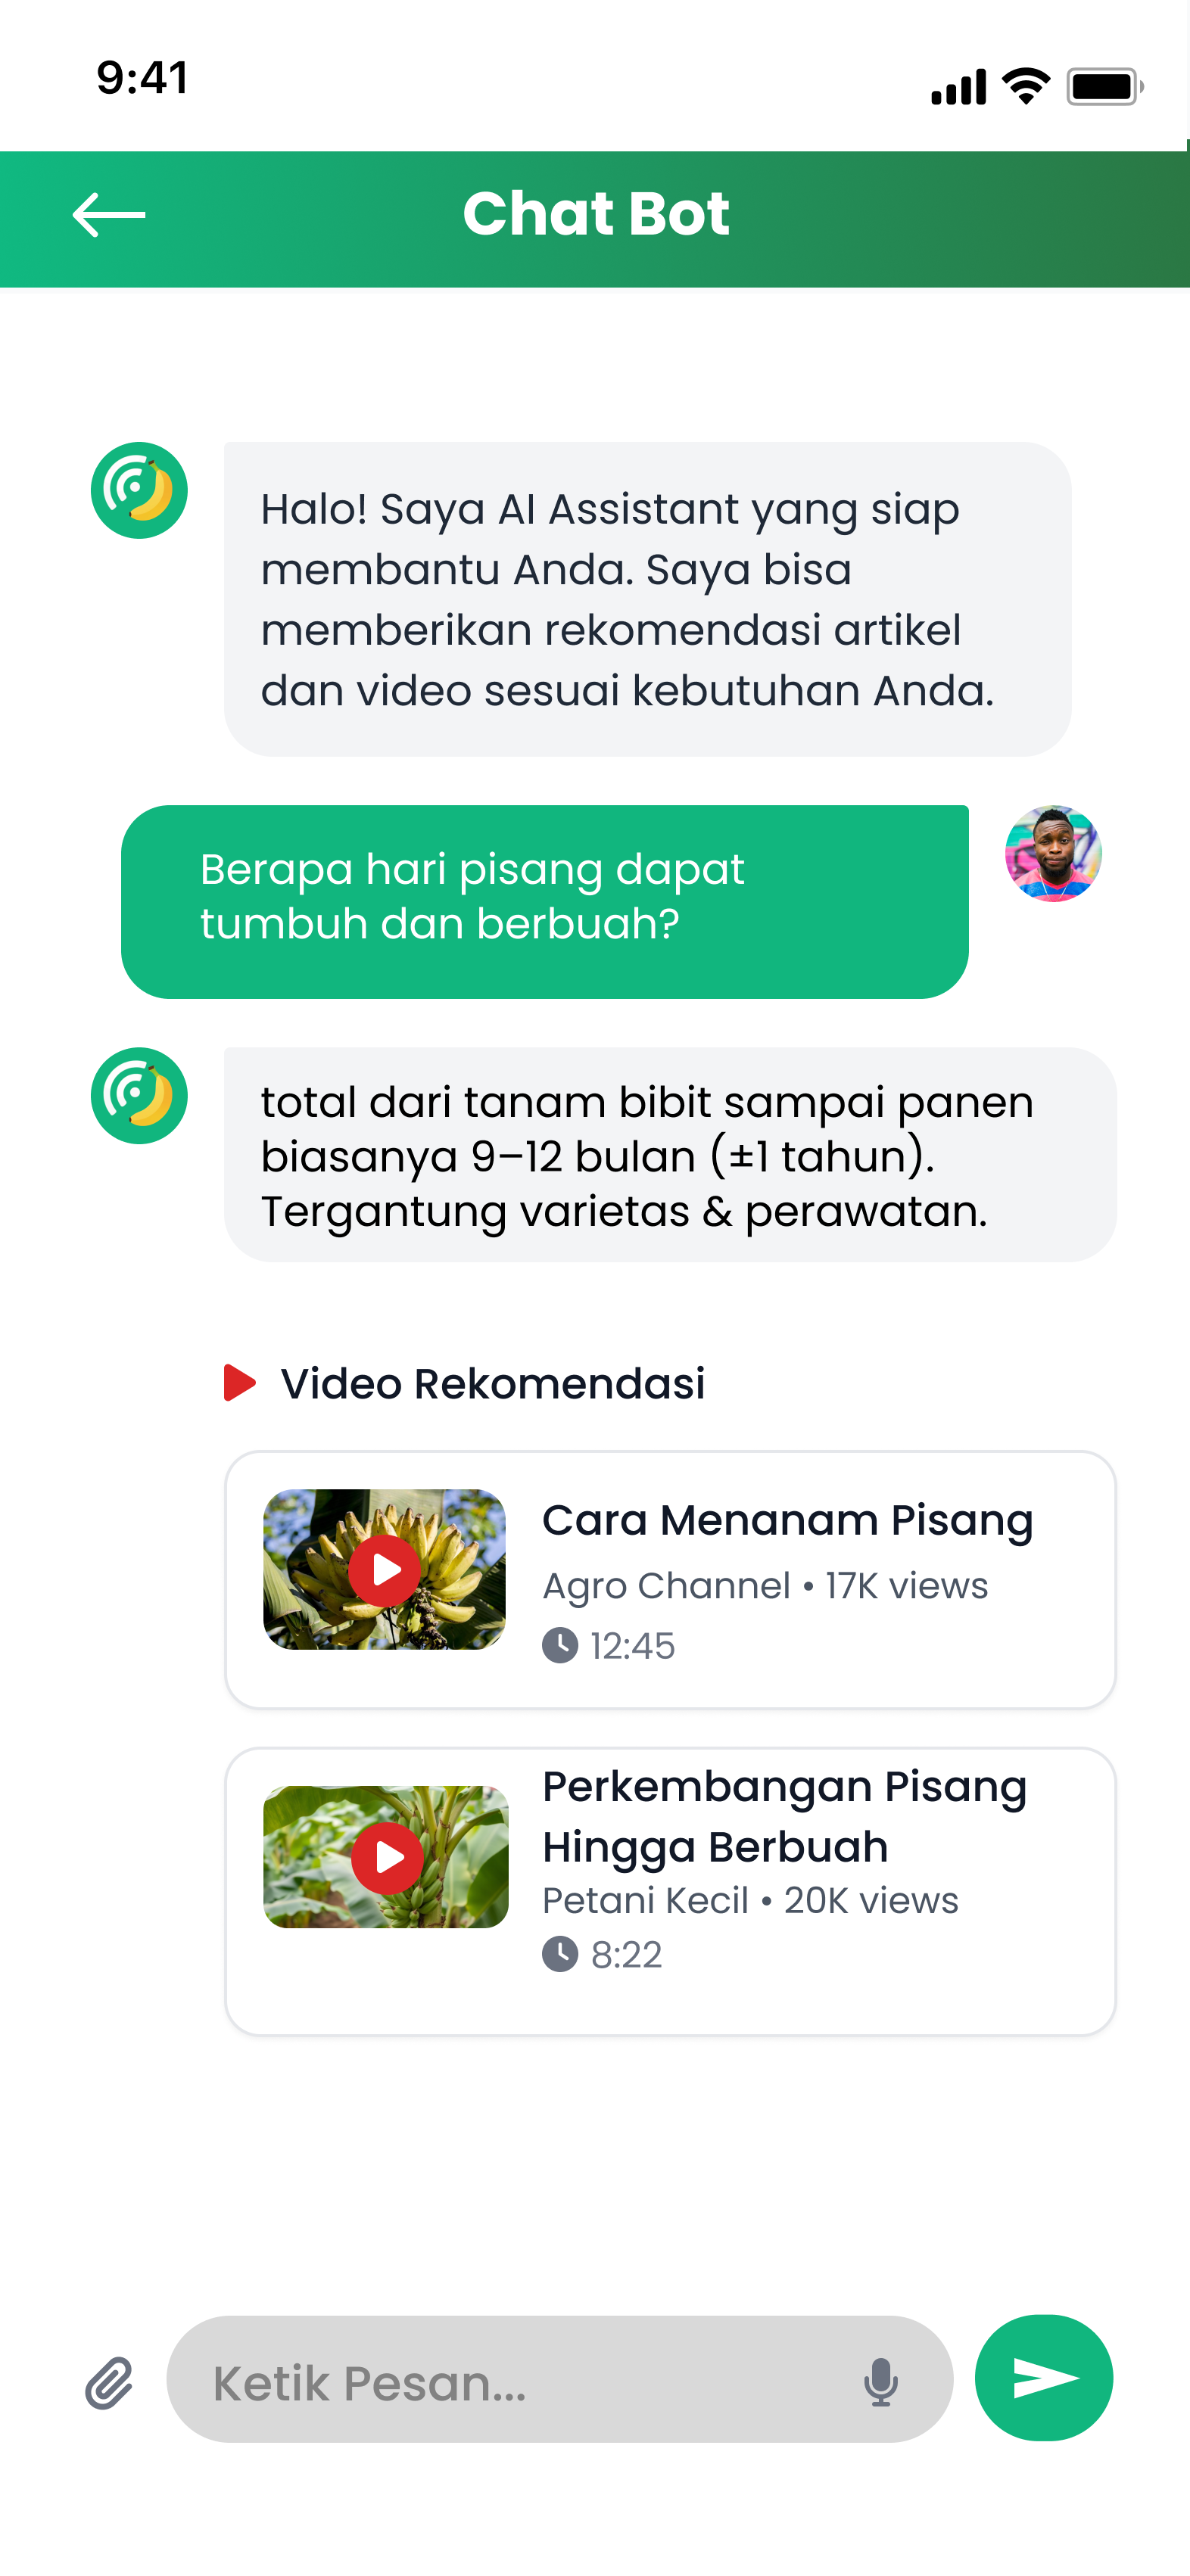 9:41
Chat Bot
Halo! Saya AI Assistant yang siap
membantu Anda. Saya bisa
memberikan rekomendasi artikel
dan video sesuai kebutuhan Anda.
Berapa hari pisang dapat
tumbuh dan berbuah?
total dari tanam bibit sampai panen
biasanya 9–12 bulan (±1 tahun).
Tergantung varietas & perawatan.
Video Rekomendasi
Cara Menanam Pisang
Agro Channel • 17K views
12:45
Perkembangan Pisang
Hingga Berbuah
Petani Kecil • 20K views
8:22
Ketik Pesan...